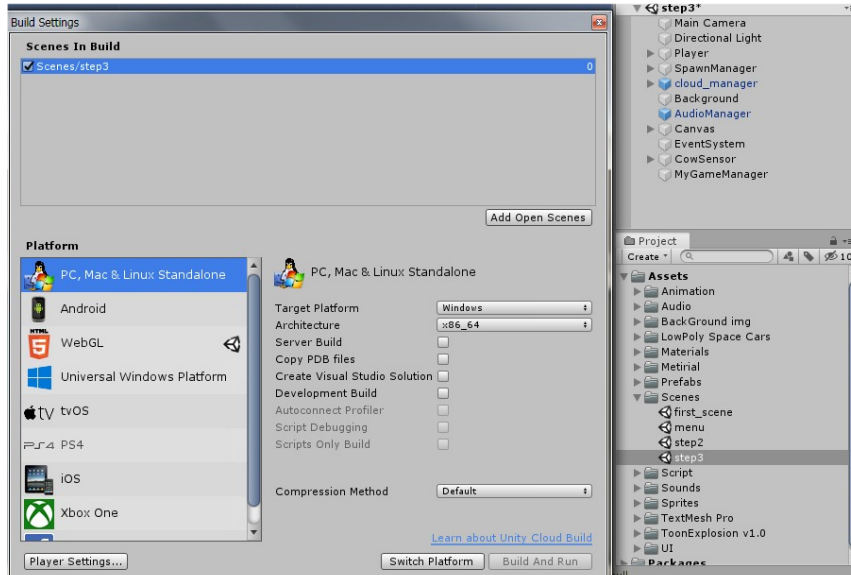 Build Settings
Scenes In Build
Scenes/step3 0
Add Open Scenes
Platform
PC, Mac & Linux Standalone
Android
HTML
5
WebGL
Universal Windows Platform
tv
tvOS
PS4
PS4
iOS
Xbox One
Player Settings...
PC, Mac & Linux Standalone
Target Platform Windows
Architecture x86_64
Server Build
Copy PDB files
Create Visual Studio Solution
Development Build
Autoconnect Profiler
Script Debugging
Scripts Only Build
Compression Method Default
Learn about Unity Cloud Build
Switch Platform Build And Run
step3*
Main Camera
Directional Light
Player
SpawnManager
cloud_manager
Background
AudioManager
Canvas
EventSystem
CowSensor
MyGameManager
Project
Create
10
Assets
Animation
Audio
BackGround img
LowPoly Space Cars
Materials
Metirial
Prefabs
Scenes
first_scene
menu
step2
step3
Script
Sounds
Sprites
TextMesh Pro
ToonExplosion v1.0
UI
Packages